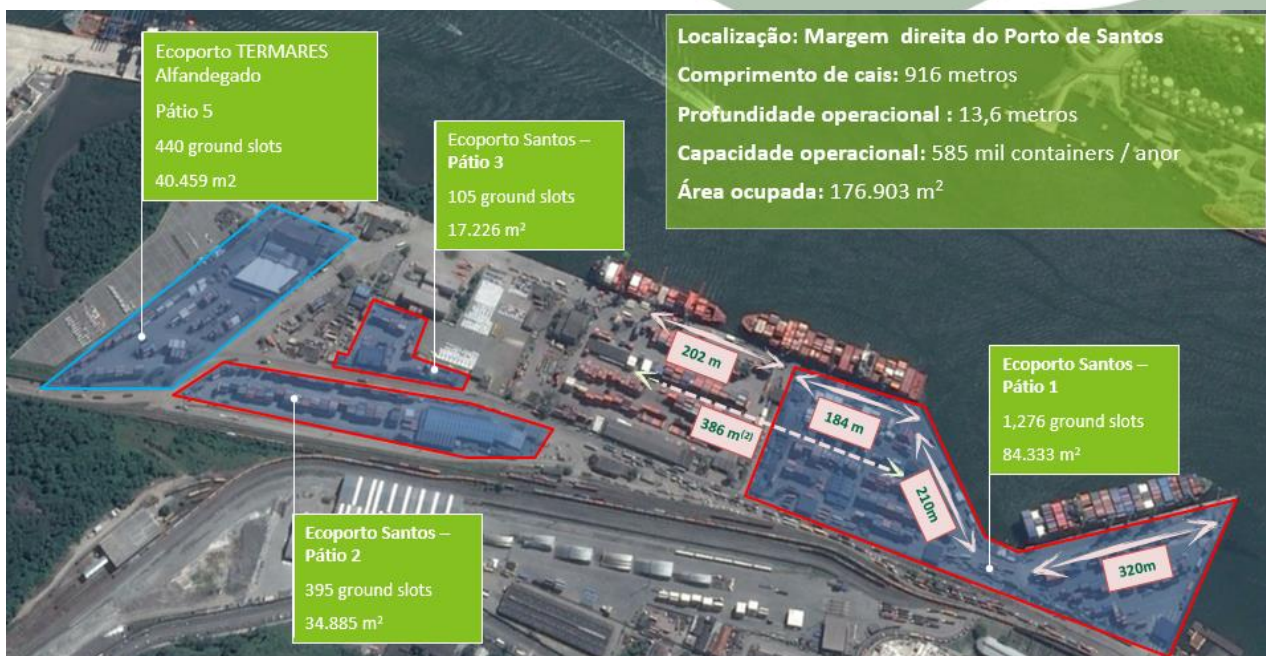 Ecoporto TERMARES
Alfandegado
Pátio 5
440 ground slots
40.459 m2
Ecoporto Santos –
Pátio 3
105 ground slots
17.226 m²
Localização: Margem direita do Porto de Santos
Comprimento de cais: 916 metros
Profundidade operacional : 13,6 metros
Capacidade operacional: 585 mil containers / anor
Área ocupada: 176.903 m²
202 m
386 m⁽²⁾
184 m
210m
320m
Ecoporto Santos –
Pátio 1
1,276 ground slots
84.333 m²
Ecoporto Santos –
Pátio 2
395 ground slots
34.885 m²